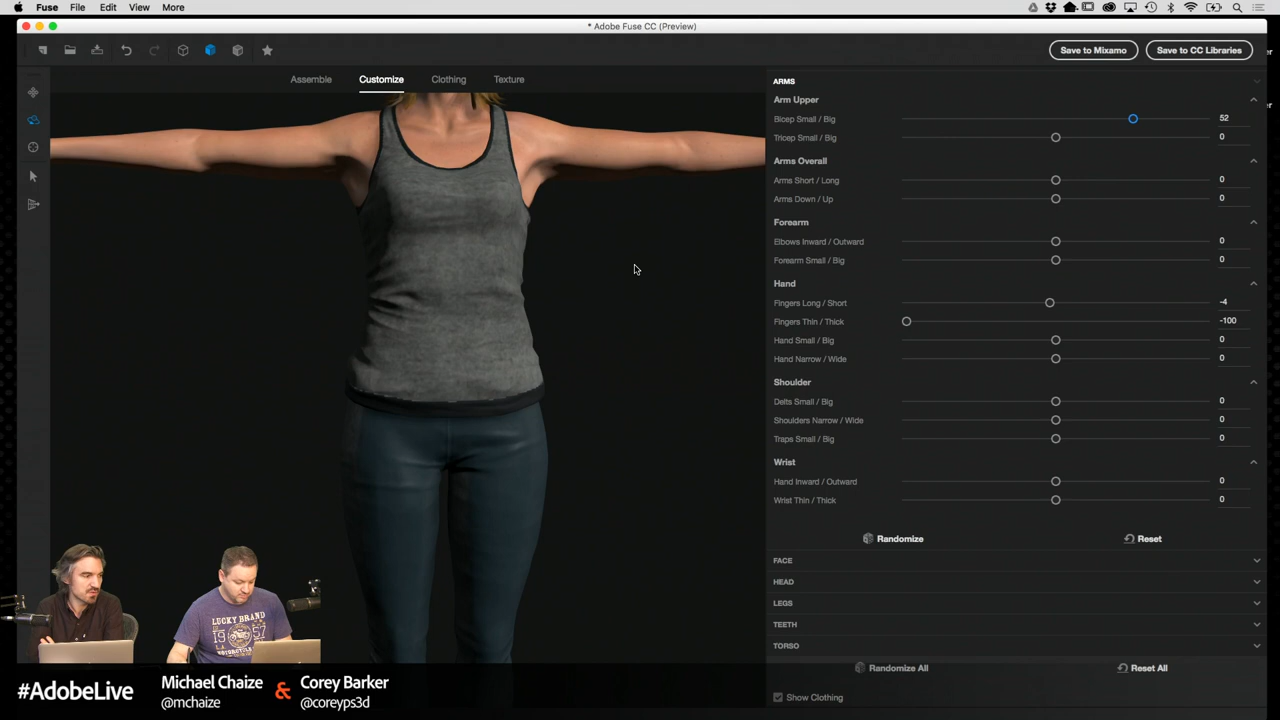 Fuse File Edit View More
* Adobe Fuse CC (Preview)
Save to Mixamo
Save to CC Libraries
Assemble Customize Clothing Texture
ARMS
Arm Upper
Bicep Small / Big 52
Tricep Small / Big 0
Arms Overall
Arms Short / Long 0
Arms Down / Up 0
Forearm
Elbows Inward / Outward 0
Forearm Small / Big 0
Hand
Fingers Long / Short -4
Fingers Thin / Thick -100
Hand Small / Big 0
Hand Narrow / Wide 0
Shoulder
Delts Small / Big 0
Shoulders Narrow / Wide 0
Traps Small / Big 0
Wrist
Hand Inward / Outward 0
Wrist Thin / Thick 0
Randomize Reset
FACE
HEAD
LEGS
TEETH
TORSO
Randomize All Reset All
Show Clothing
LUCKY BRAND
19 57
MOTORCYCLE
#AdobeLive
Michael Chaize & Corey Barker
@mchaize @coreyps3d